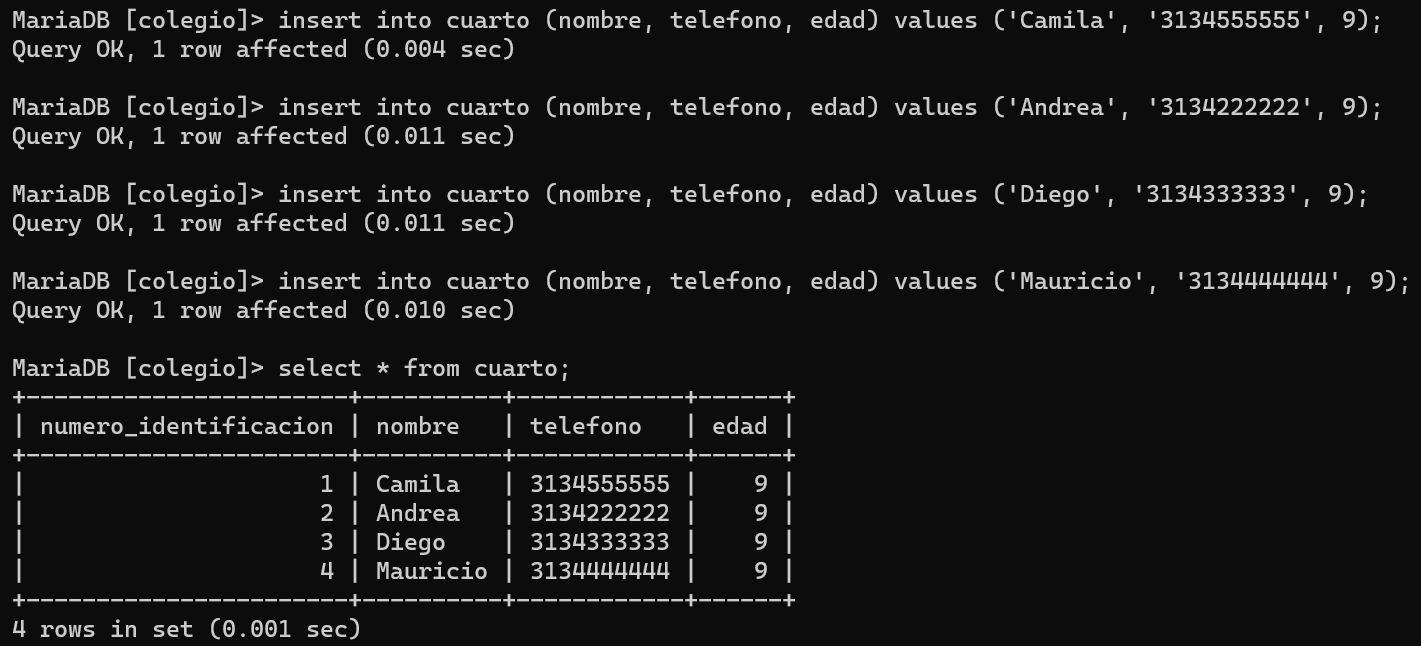 MariaDB [colegio]> insert into cuarto (nombre, telefono, edad) values ('Camila', '3134555555', 9);
Query OK, 1 row affected (0.004 sec)

MariaDB [colegio]> insert into cuarto (nombre, telefono, edad) values ('Andrea', '3134222222', 9);
Query OK, 1 row affected (0.011 sec)

MariaDB [colegio]> insert into cuarto (nombre, telefono, edad) values ('Diego', '3134333333', 9);
Query OK, 1 row affected (0.011 sec)

MariaDB [colegio]> insert into cuarto (nombre, telefono, edad) values ('Mauricio', '3134444444', 9);
Query OK, 1 row affected (0.010 sec)

MariaDB [colegio]> select * from cuarto;
+-----------------------+----------+------------+------+
| numero_identificacion | nombre   | telefono   | edad |
+-----------------------+----------+------------+------+
|                     1 | Camila   | 3134555555 |    9 |
|                     2 | Andrea   | 3134222222 |    9 |
|                     3 | Diego    | 3134333333 |    9 |
|                     4 | Mauricio | 3134444444 |    9 |
+-----------------------+----------+------------+------+
4 rows in set (0.001 sec)